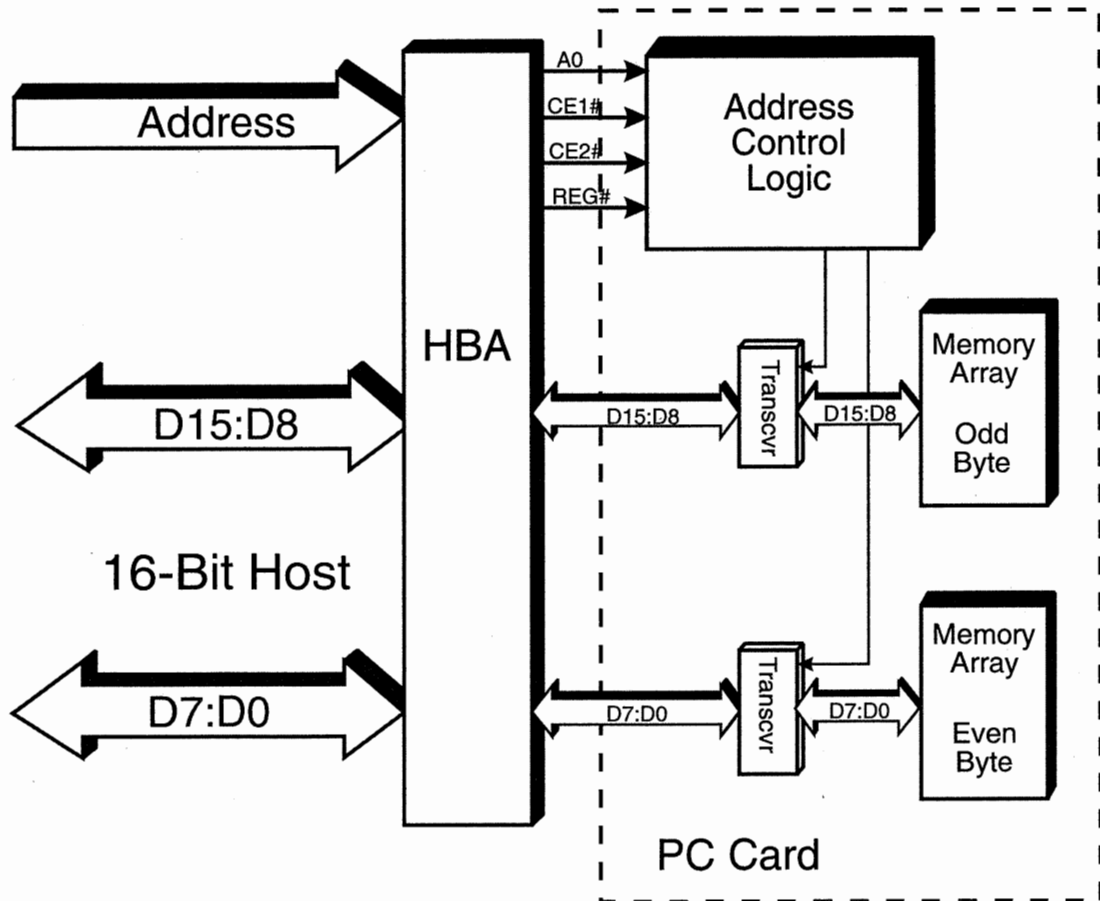 A0
CE1#
CE2#
REG#
Address
Address
Control
Logic
HBA
Memory
Array
Odd
Byte
Transcvr
D15:D8
D15:D8
D15:D8
16-Bit Host
Memory
Array
Even
Byte
Transcvr
D7:D0
D7:D0
D7:D0
PC Card